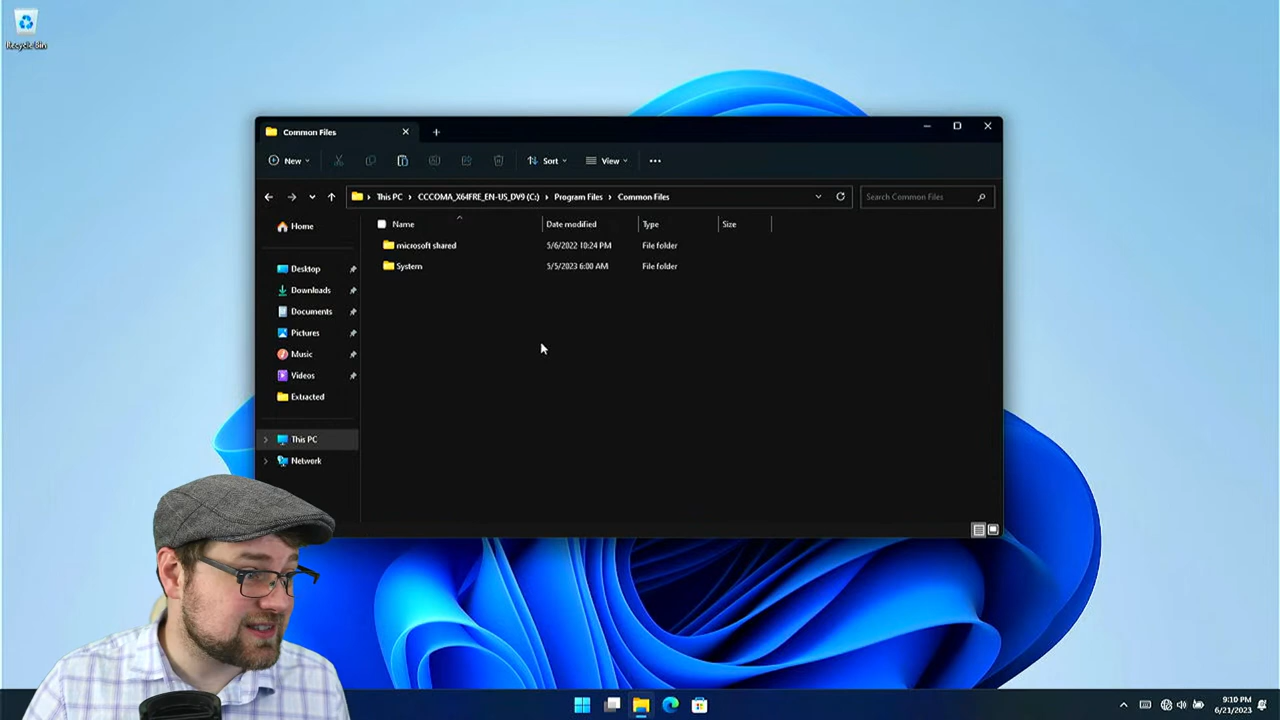 Recycle Bin
Common Files
New
Sort
View
This PC
CCCOMA_X64FRE_EN-US_DV9 (C:)
Program Files
Common Files
Search Common Files
Name
Date modified
Type
Size
microsoft shared
5/6/2022 10:24 PM
File folder
System
5/5/2023 6:00 AM
File folder
Home
Desktop
Downloads
Documents
Pictures
Music
Videos
Extracted
This PC
Network
9:10 PM
6/21/2023